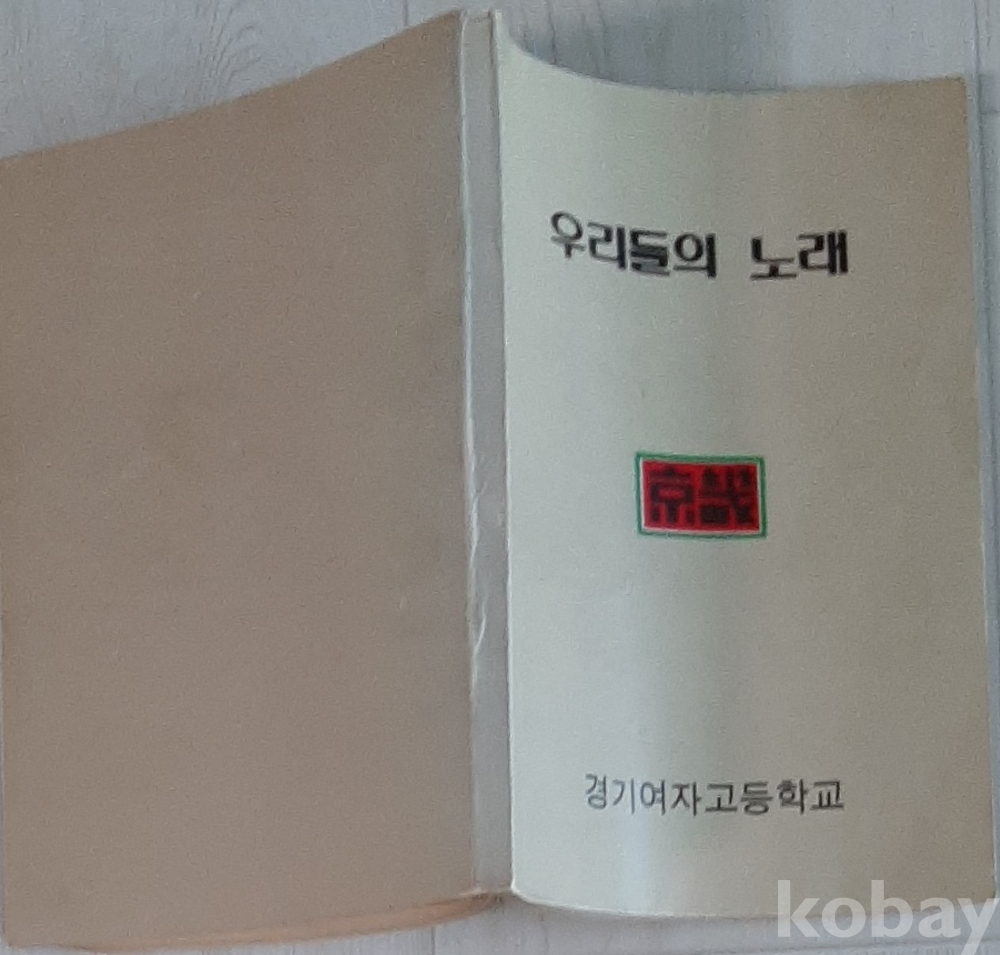 우리들의 노래
京畿
경기여자고등학교
kobay